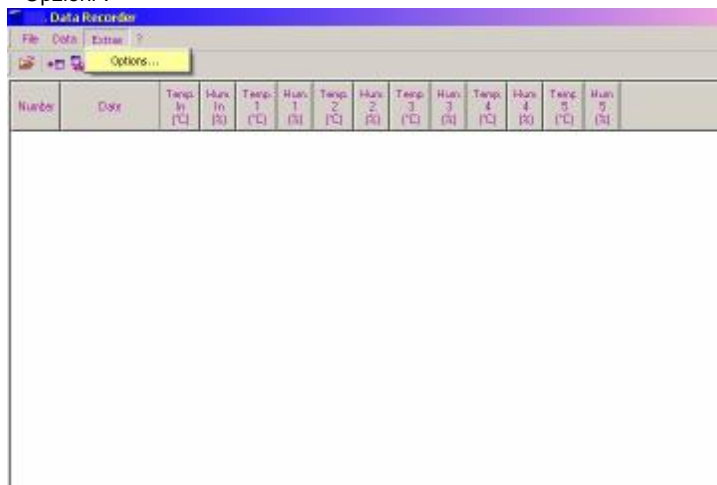 Data Recorder
File Data Extras ?
Options...
Number Date Temp. In (°C) Hum. In (%) Temp. 1 (°C) Hum. 1 (%) Temp. 2 (°C) Hum. 2 (%) Temp. 3 (°C) Hum. 3 (%) Temp. 4 (°C) Hum. 4 (%) Temp. 5 (°C) Hum. 5 (%)